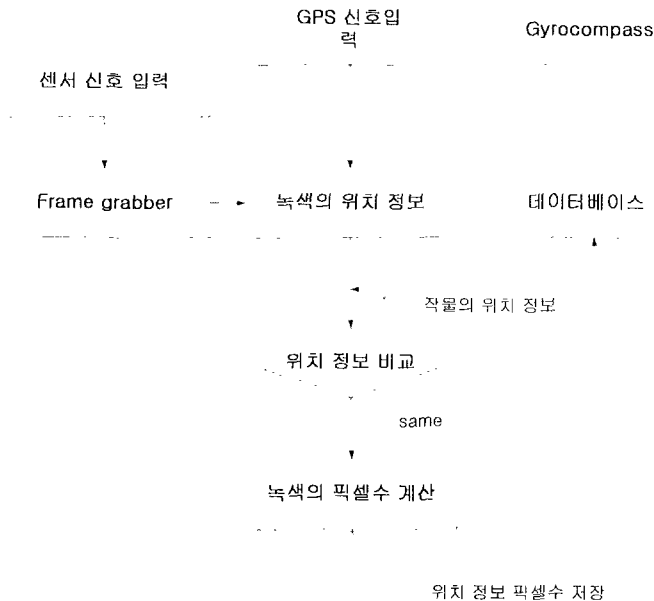 GPS 신호입
력
Gyrocompass
센서 신호 입력
Frame grabber
녹색의 위치 정보
데이터베이스
작물의 위치 정보
위치 정보 비교
same
녹색의 픽셀수 계산
위치 정보 픽셀수 저장